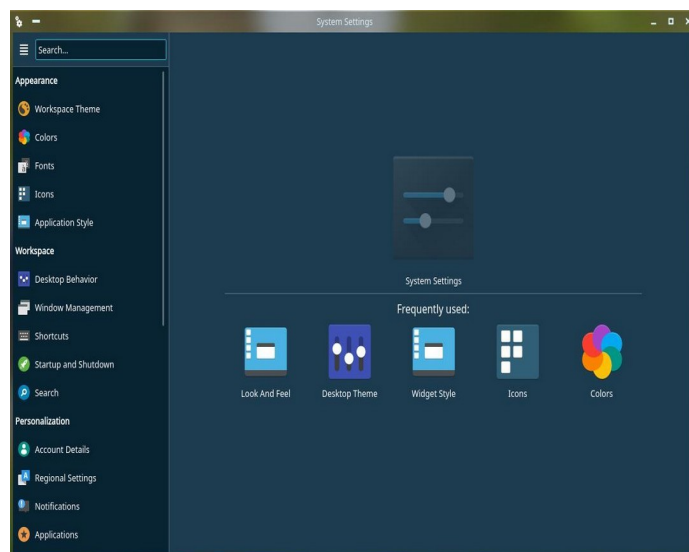 System Settings
Search...
Appearance
Workspace Theme
Colors
Fonts
Icons
Application Style
Workspace
Desktop Behavior
Window Management
Shortcuts
Startup and Shutdown
Search
Personalization
Account Details
Regional Settings
Notifications
Applications
System Settings
Frequently used:
Look And Feel
Desktop Theme
Widget Style
Icons
Colors